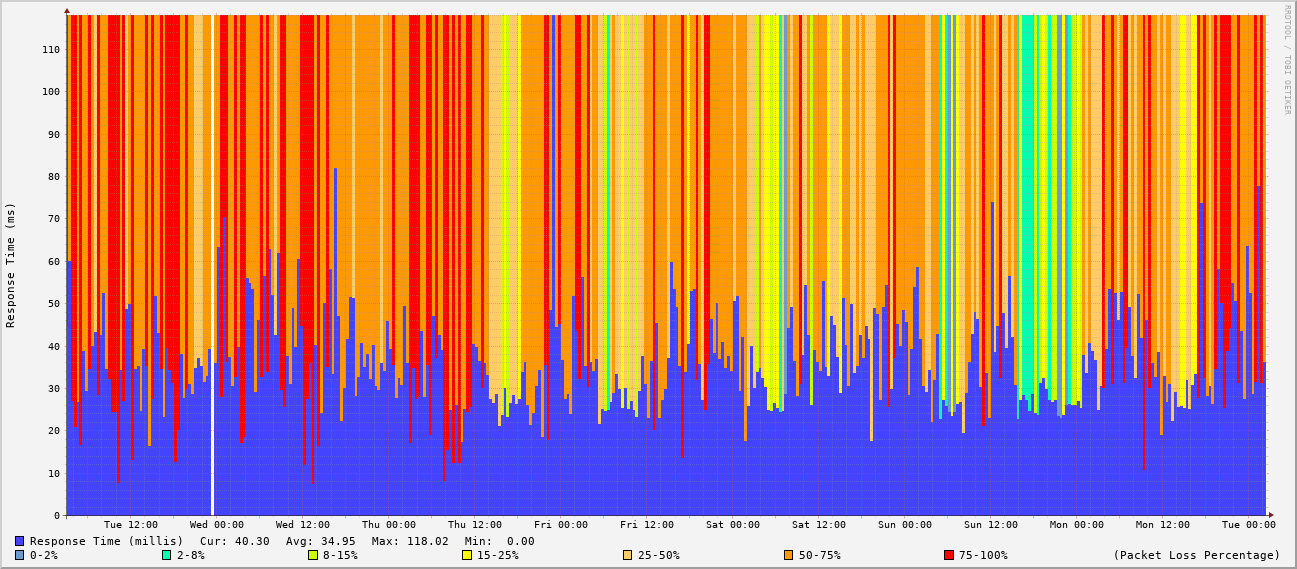 RRDTOOL / TOBI OETIKER
Response Time (ms)
110
100
90
80
70
60
50
40
30
20
10
0
Tue 12:00 Wed 00:00 Wed 12:00 Thu 00:00 Thu 12:00 Fri 00:00 Fri 12:00 Sat 00:00 Sat 12:00 Sun 00:00 Sun 12:00 Mon 00:00 Mon 12:00 Tue 00:00
Response Time (millis) Cur: 40.30 Avg: 34.95 Max: 118.02 Min: 0.00
0-2% 2-8% 8-15% 15-25% 25-50% 50-75% 75-100% (Packet Loss Percentage)